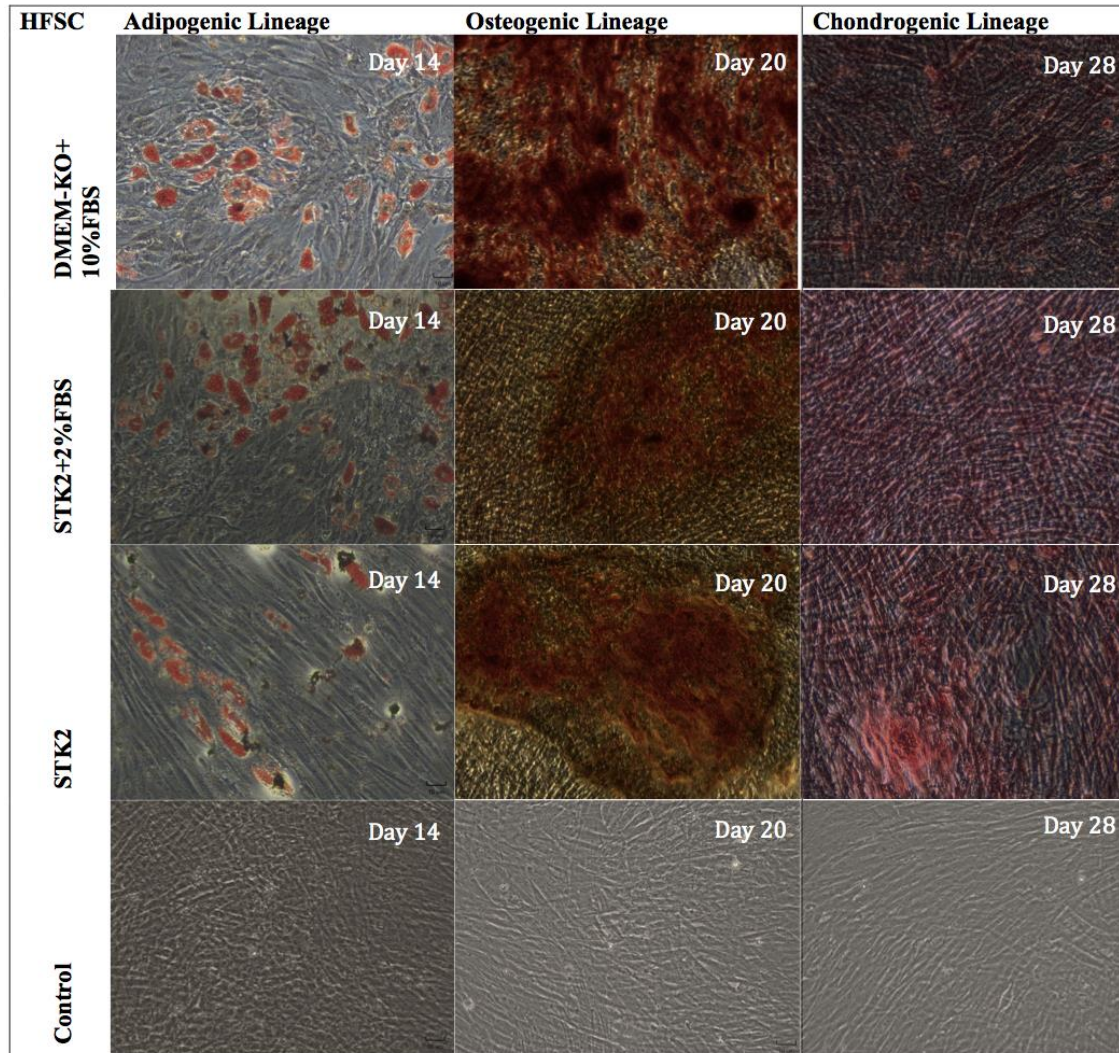 HFSC Adipogenic Lineage Osteogenic Lineage Chondrogenic Lineage
DMEM-KO+
10%FBS
Day 14
Day 20
Day 28
STK2+2%FBS
Day 14
Day 20
Day 28
STK2
Day 14
Day 20
Day 28
Control
Day 14
Day 20
Day 28